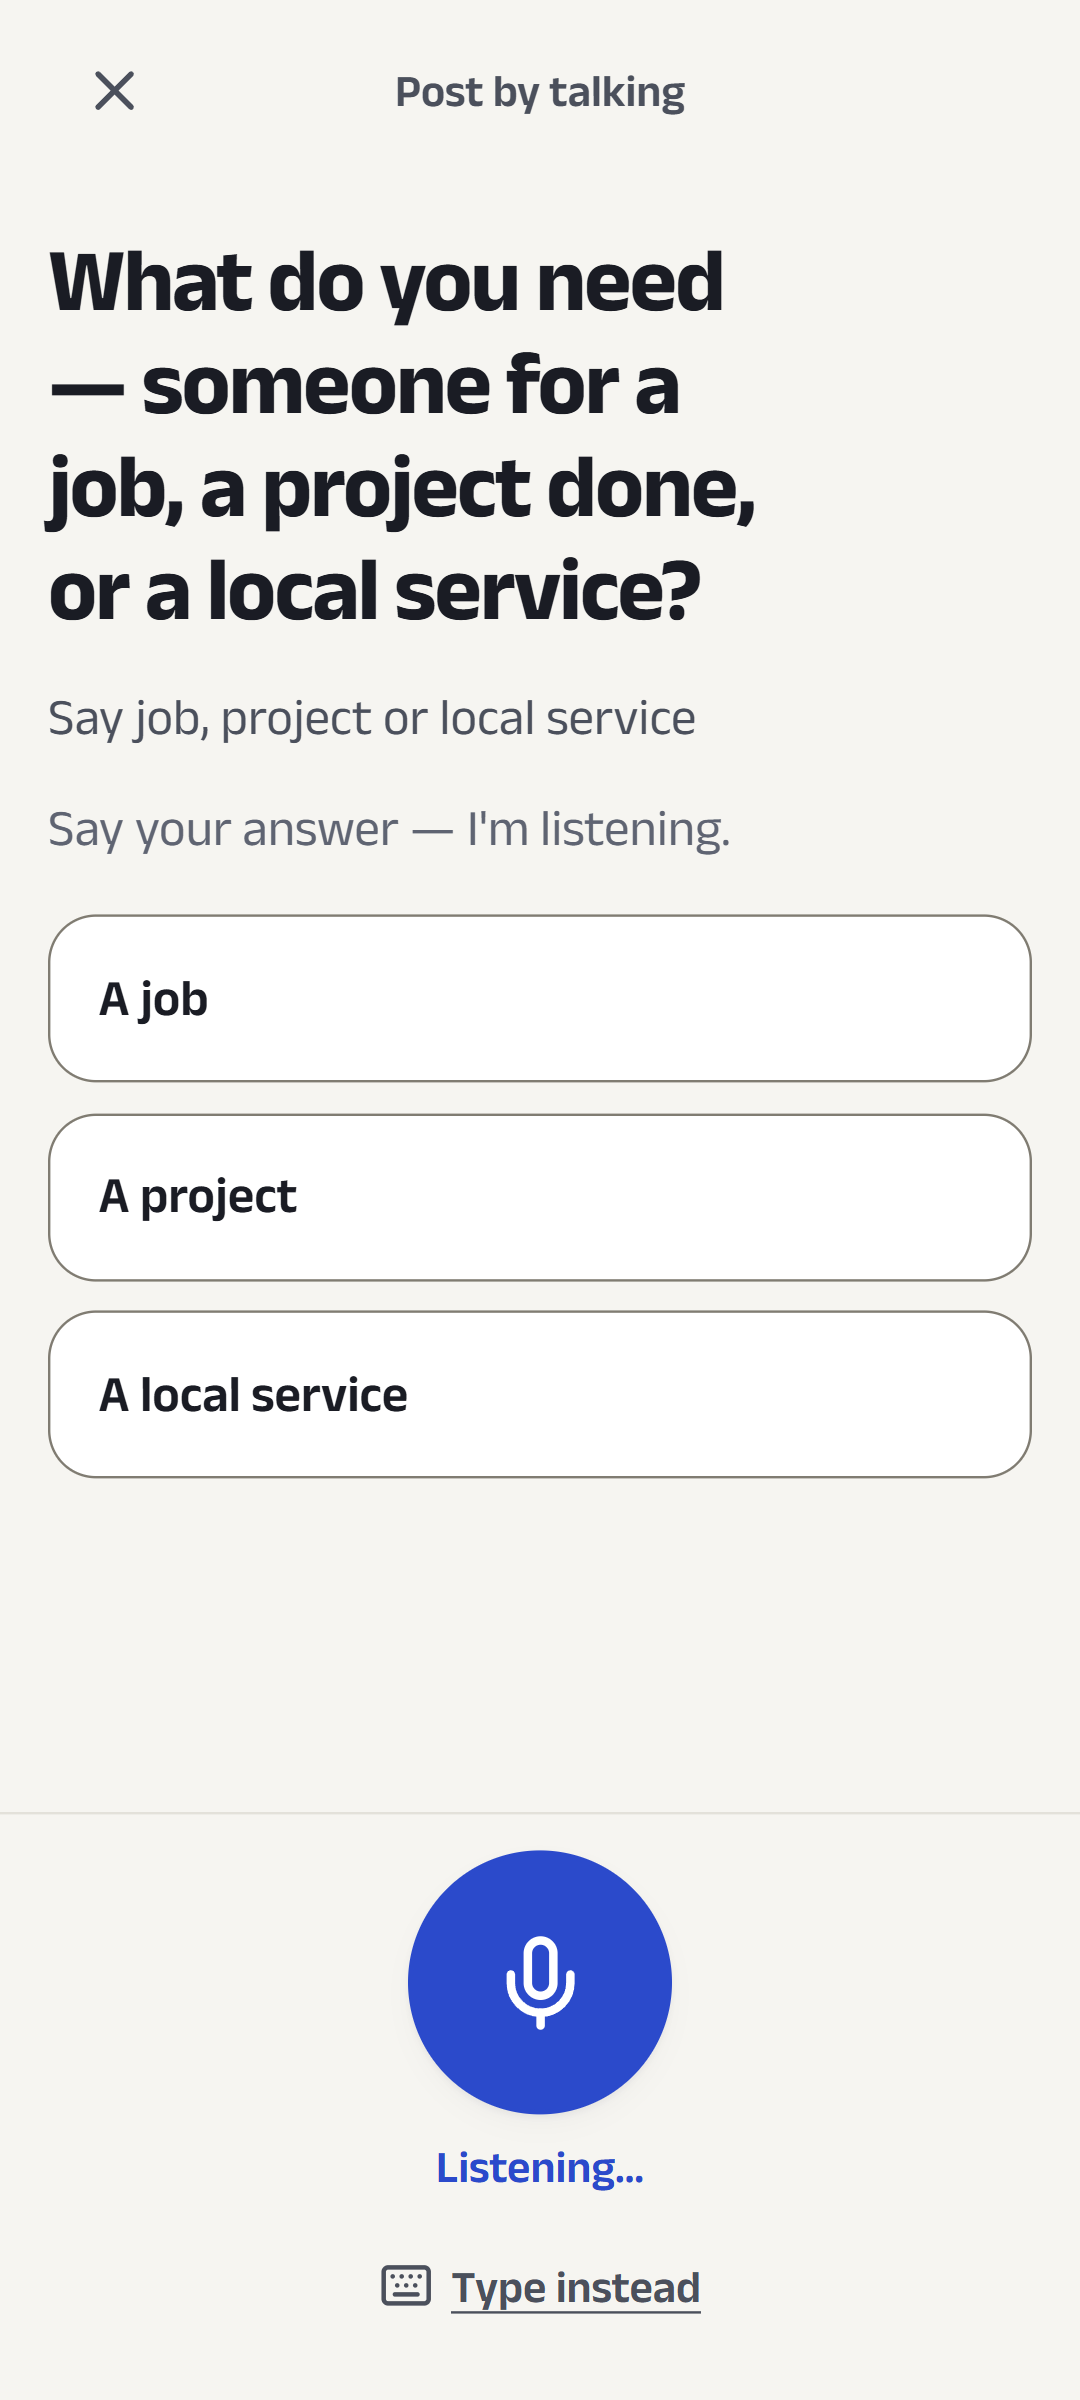 Post by talking
What do you need
— someone for a
job, a project done,
or a local service?
Say job, project or local service
Say your answer — I'm listening.
A job
A project
A local service
Listening...
Type instead